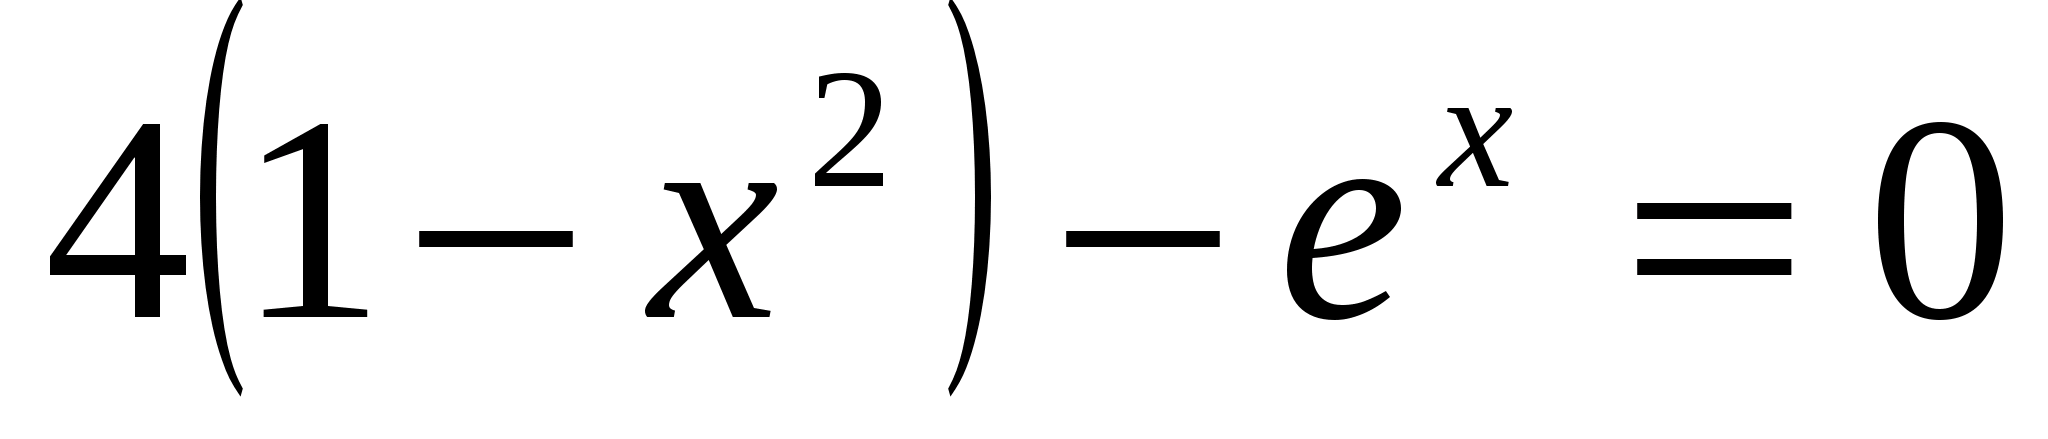 4(1 − x²) − eˣ = 0